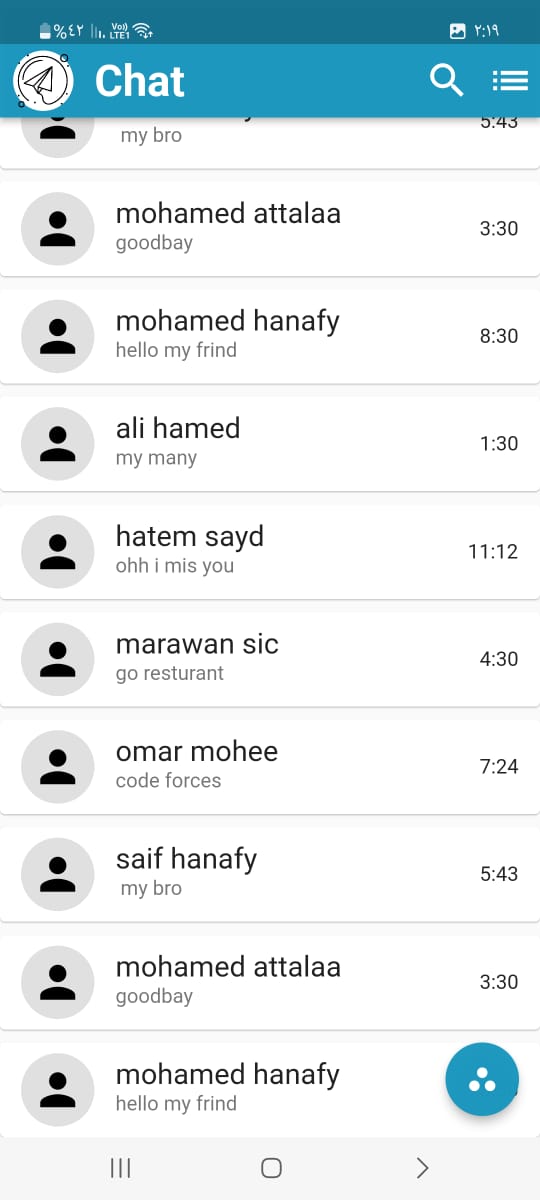 %٤٢ Vo)) LTE1 ٢:١٩
Chat
my bro 5:43
mohamed attalaa
goodbay 3:30
mohamed hanafy
hello my frind 8:30
ali hamed
my many 1:30
hatem sayd
ohh i mis you 11:12
marawan sic
go resturant 4:30
omar mohee
code forces 7:24
saif hanafy
my bro 5:43
mohamed attalaa
goodbay 3:30
mohamed hanafy
hello my frind